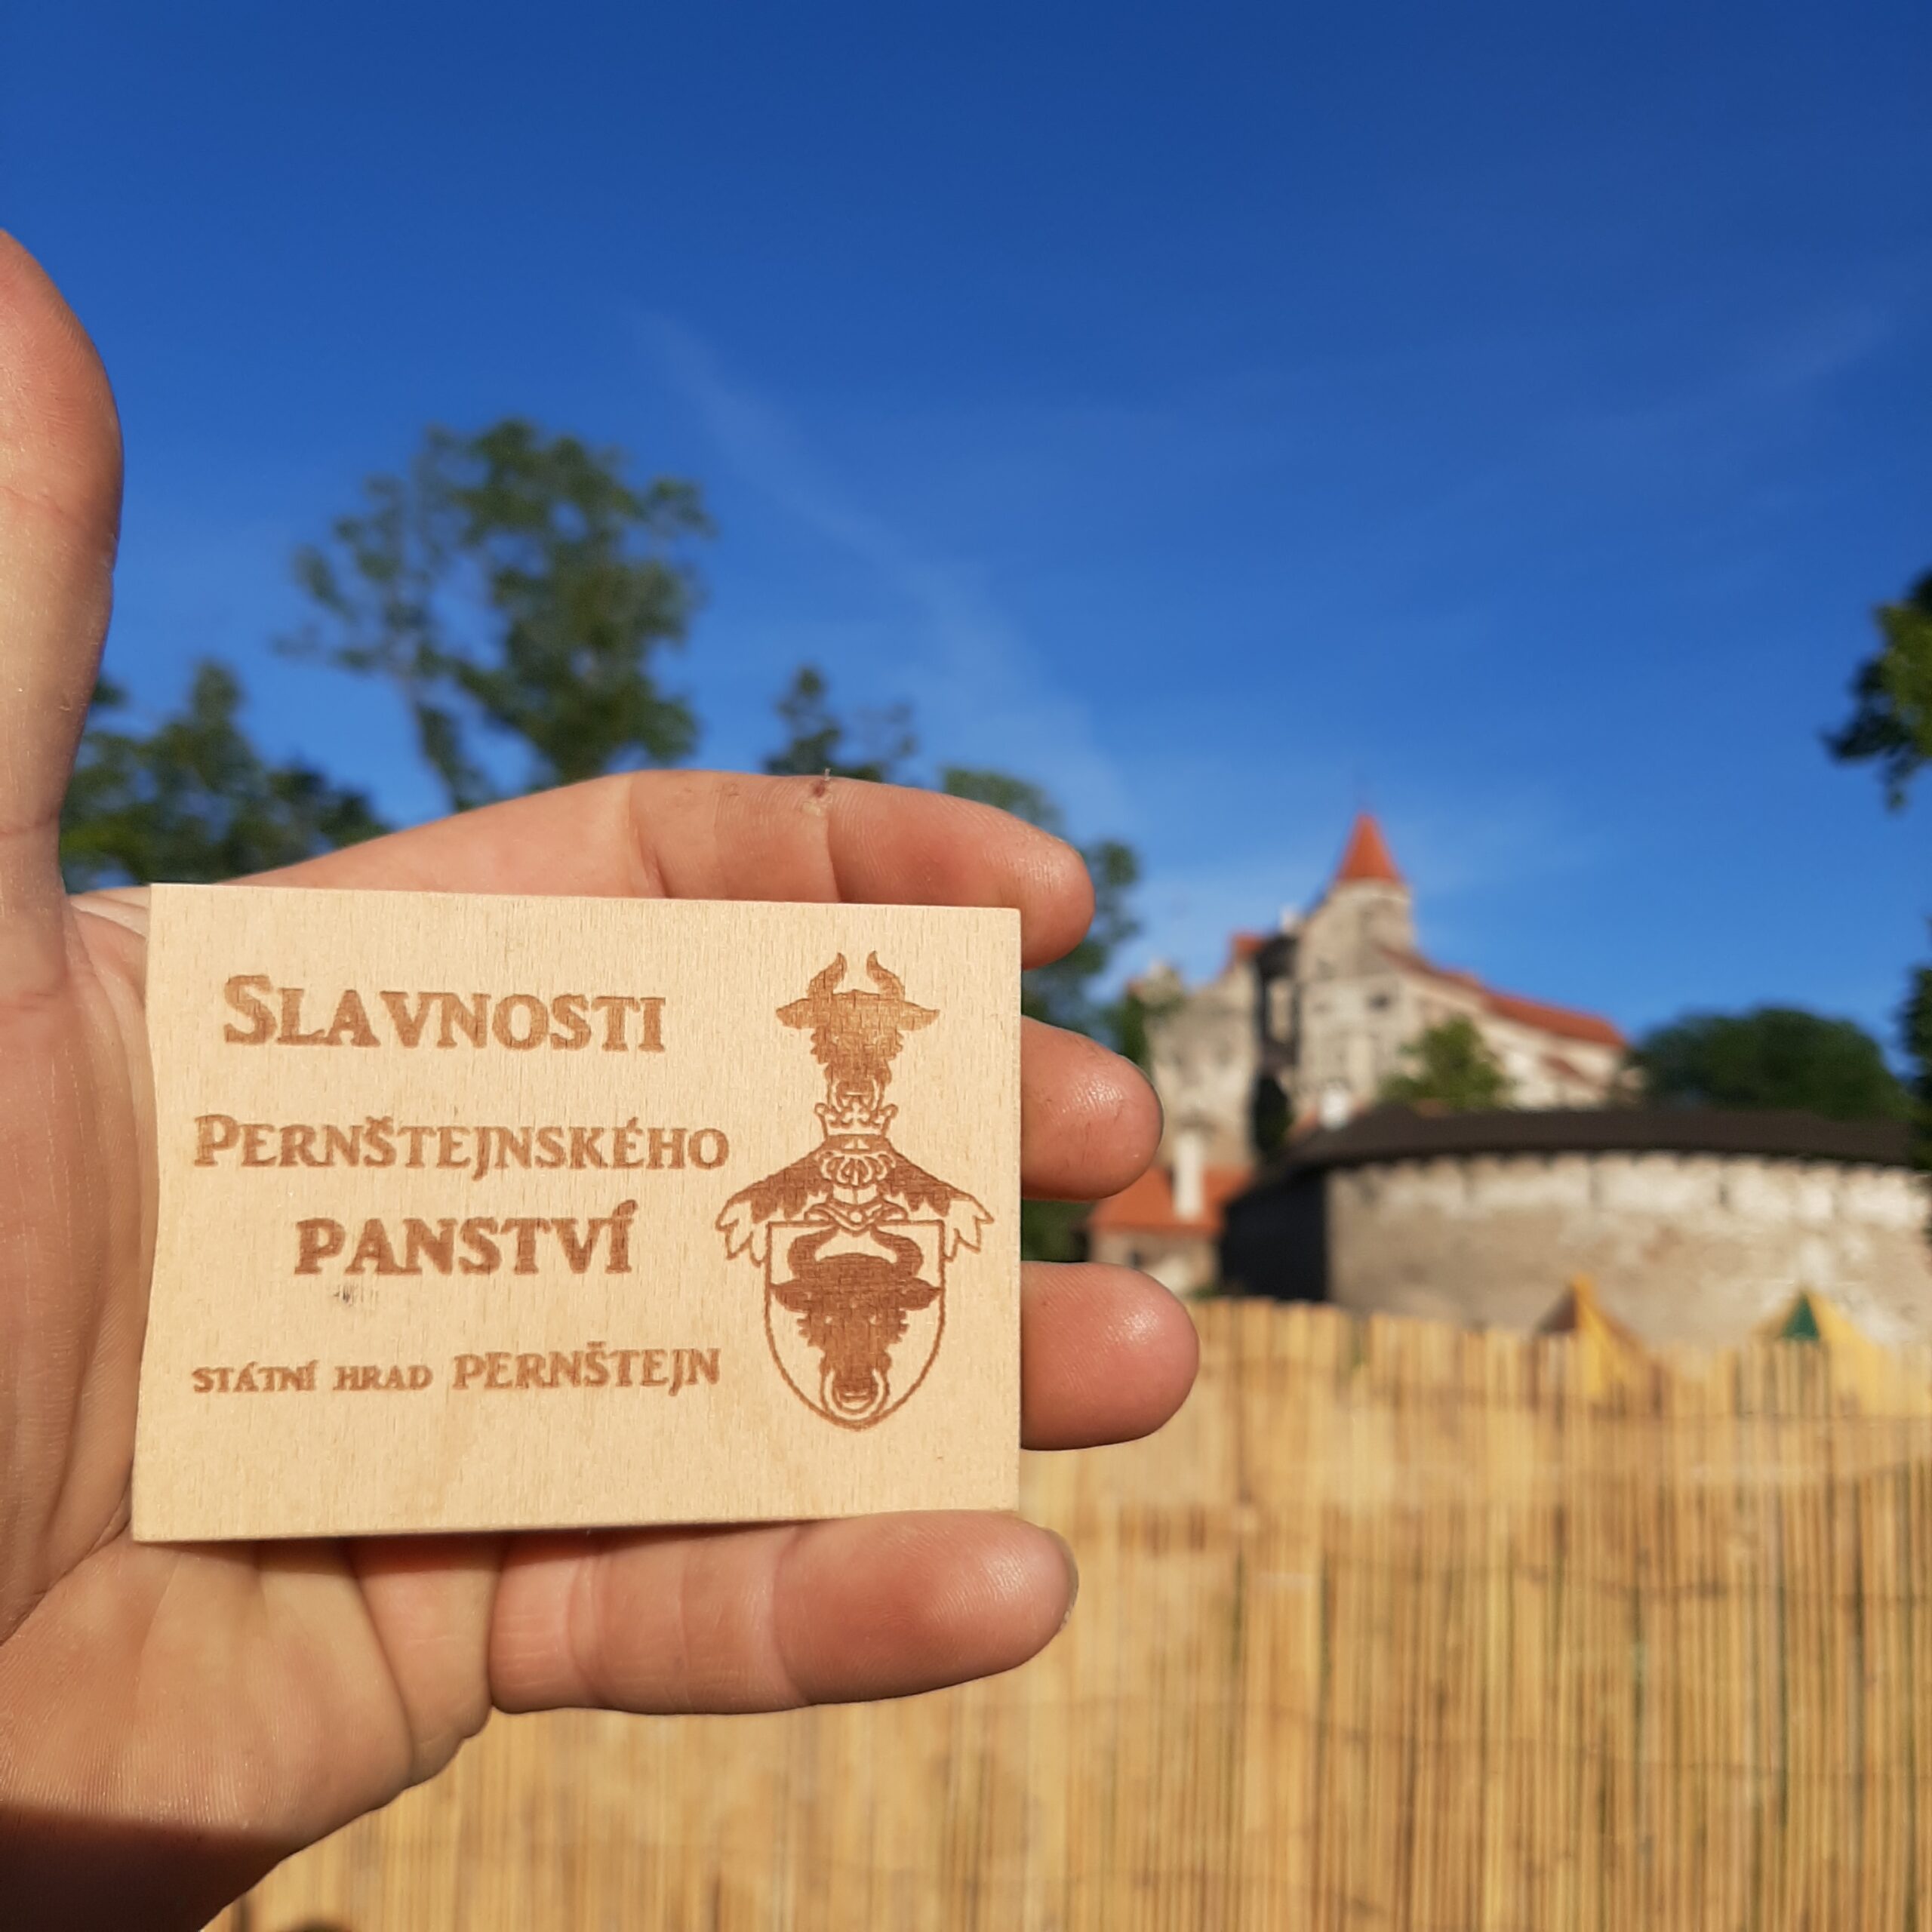 Slavnosti
Pernštejnského
panství
státní hrad Pernštejn